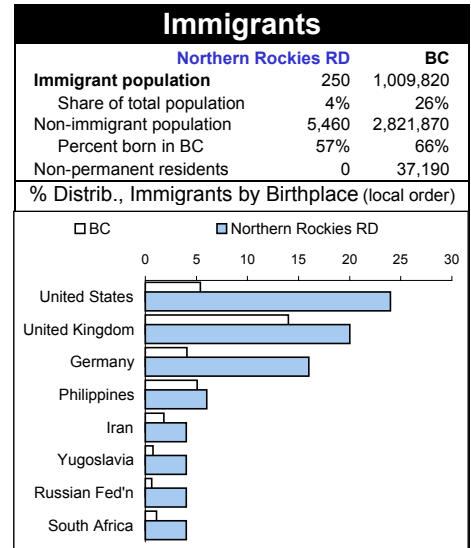 Immigrants
Northern Rockies RD BC
Immigrant population 250 1,009,820
Share of total population 4% 26%
Non-immigrant population 5,460 2,821,870
Percent born in BC 57% 66%
Non-permanent residents 0 37,190
% Distrib., Immigrants by Birthplace (local order)
BC Northern Rockies RD
0 5 10 15 20 25 30
United States
United Kingdom
Germany
Philippines
Iran
Yugoslavia
Russian Fed'n
South Africa